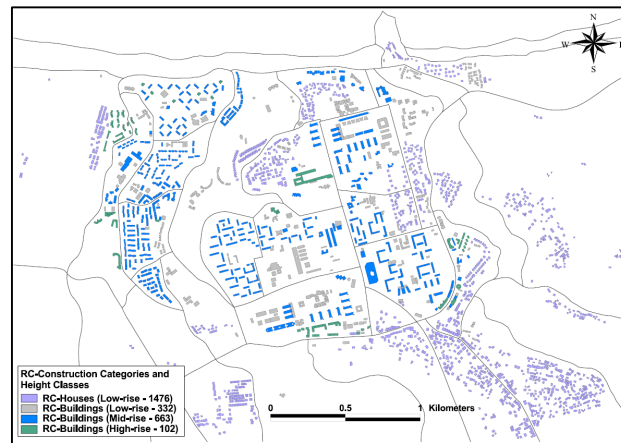 N
W
S
RC-Construction Categories and
Height Classes
RC-Houses (Low-rise - 1476)
RC-Buildings (Low-rise - 332)
RC-Buildings (Mid-rise - 663)
RC-Buildings (High-rise - 102)
0 0.5 1 Kilometers